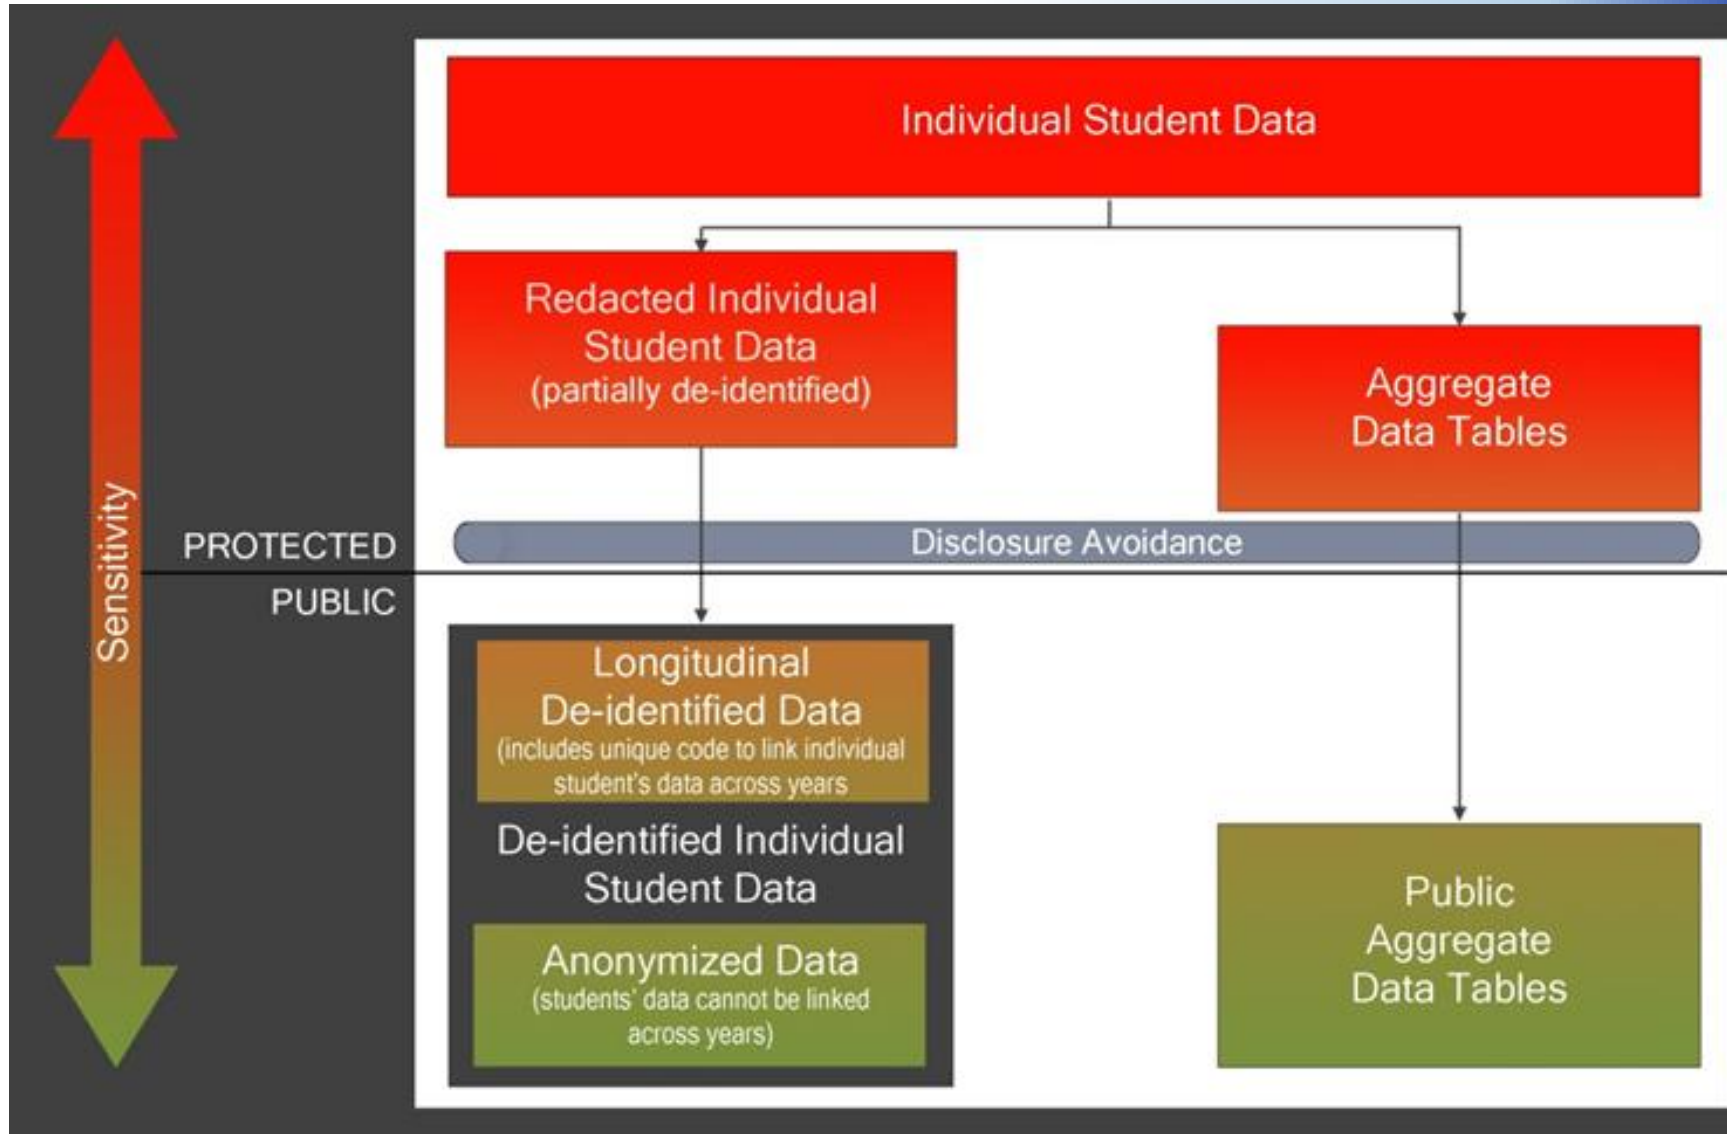 Individual Student Data
Redacted Individual
Student Data
(partially de-identified)
Aggregate
Data Tables
Sensitivity
PROTECTED
Disclosure Avoidance
PUBLIC
Longitudinal
De-identified Data
(includes unique code to link individual
student's data across years
De-identified Individual
Student Data
Anonymized Data
(students' data cannot be linked
across years)
Public
Aggregate
Data Tables